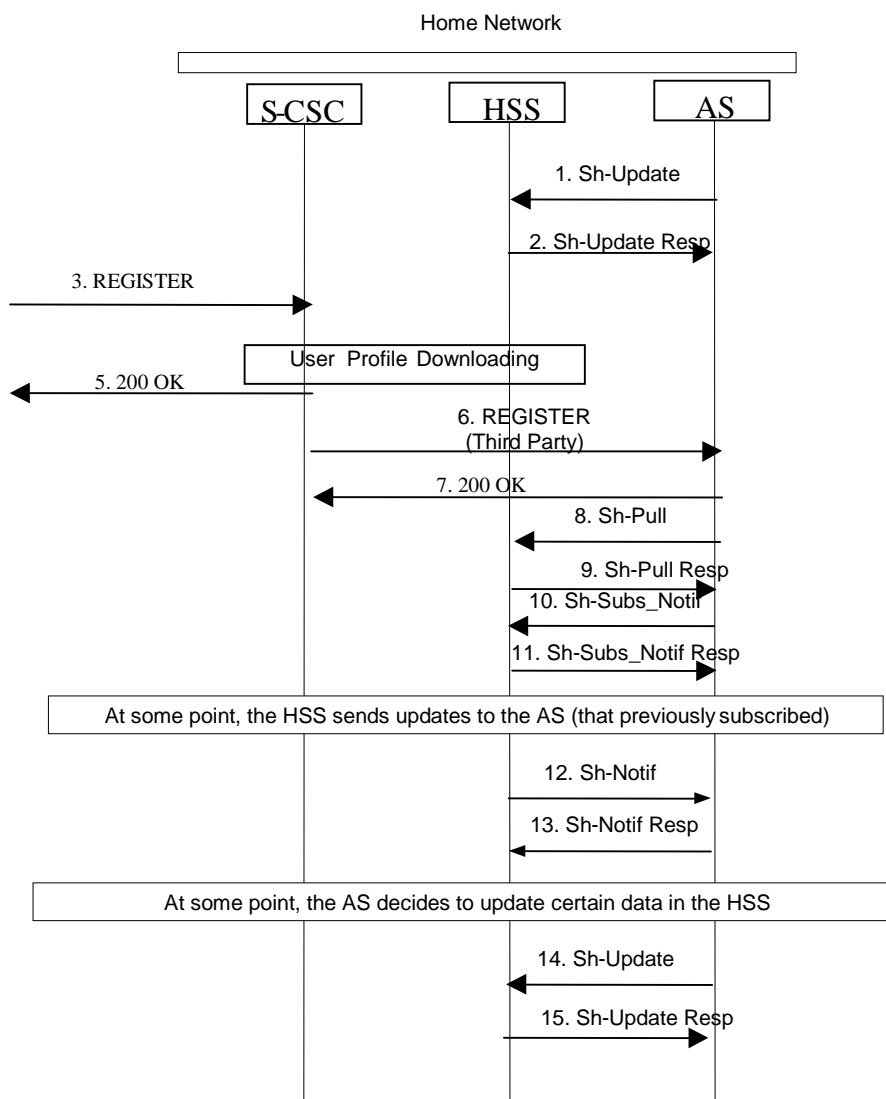 Home Network
S-CSC
HSS
AS
1. Sh-Update
2. Sh-Update Resp
3. REGISTER
User Profile Downloading
5. 200 OK
6. REGISTER
(Third Party)
7. 200 OK
8. Sh-Pull
9. Sh-Pull Resp
10. Sh-Subs_Notif
11. Sh-Subs_Notif Resp
At some point, the HSS sends updates to the AS (that previously subscribed)
12. Sh-Notif
13. Sh-Notif Resp
At some point, the AS decides to update certain data in the HSS
14. Sh-Update
15. Sh-Update Resp